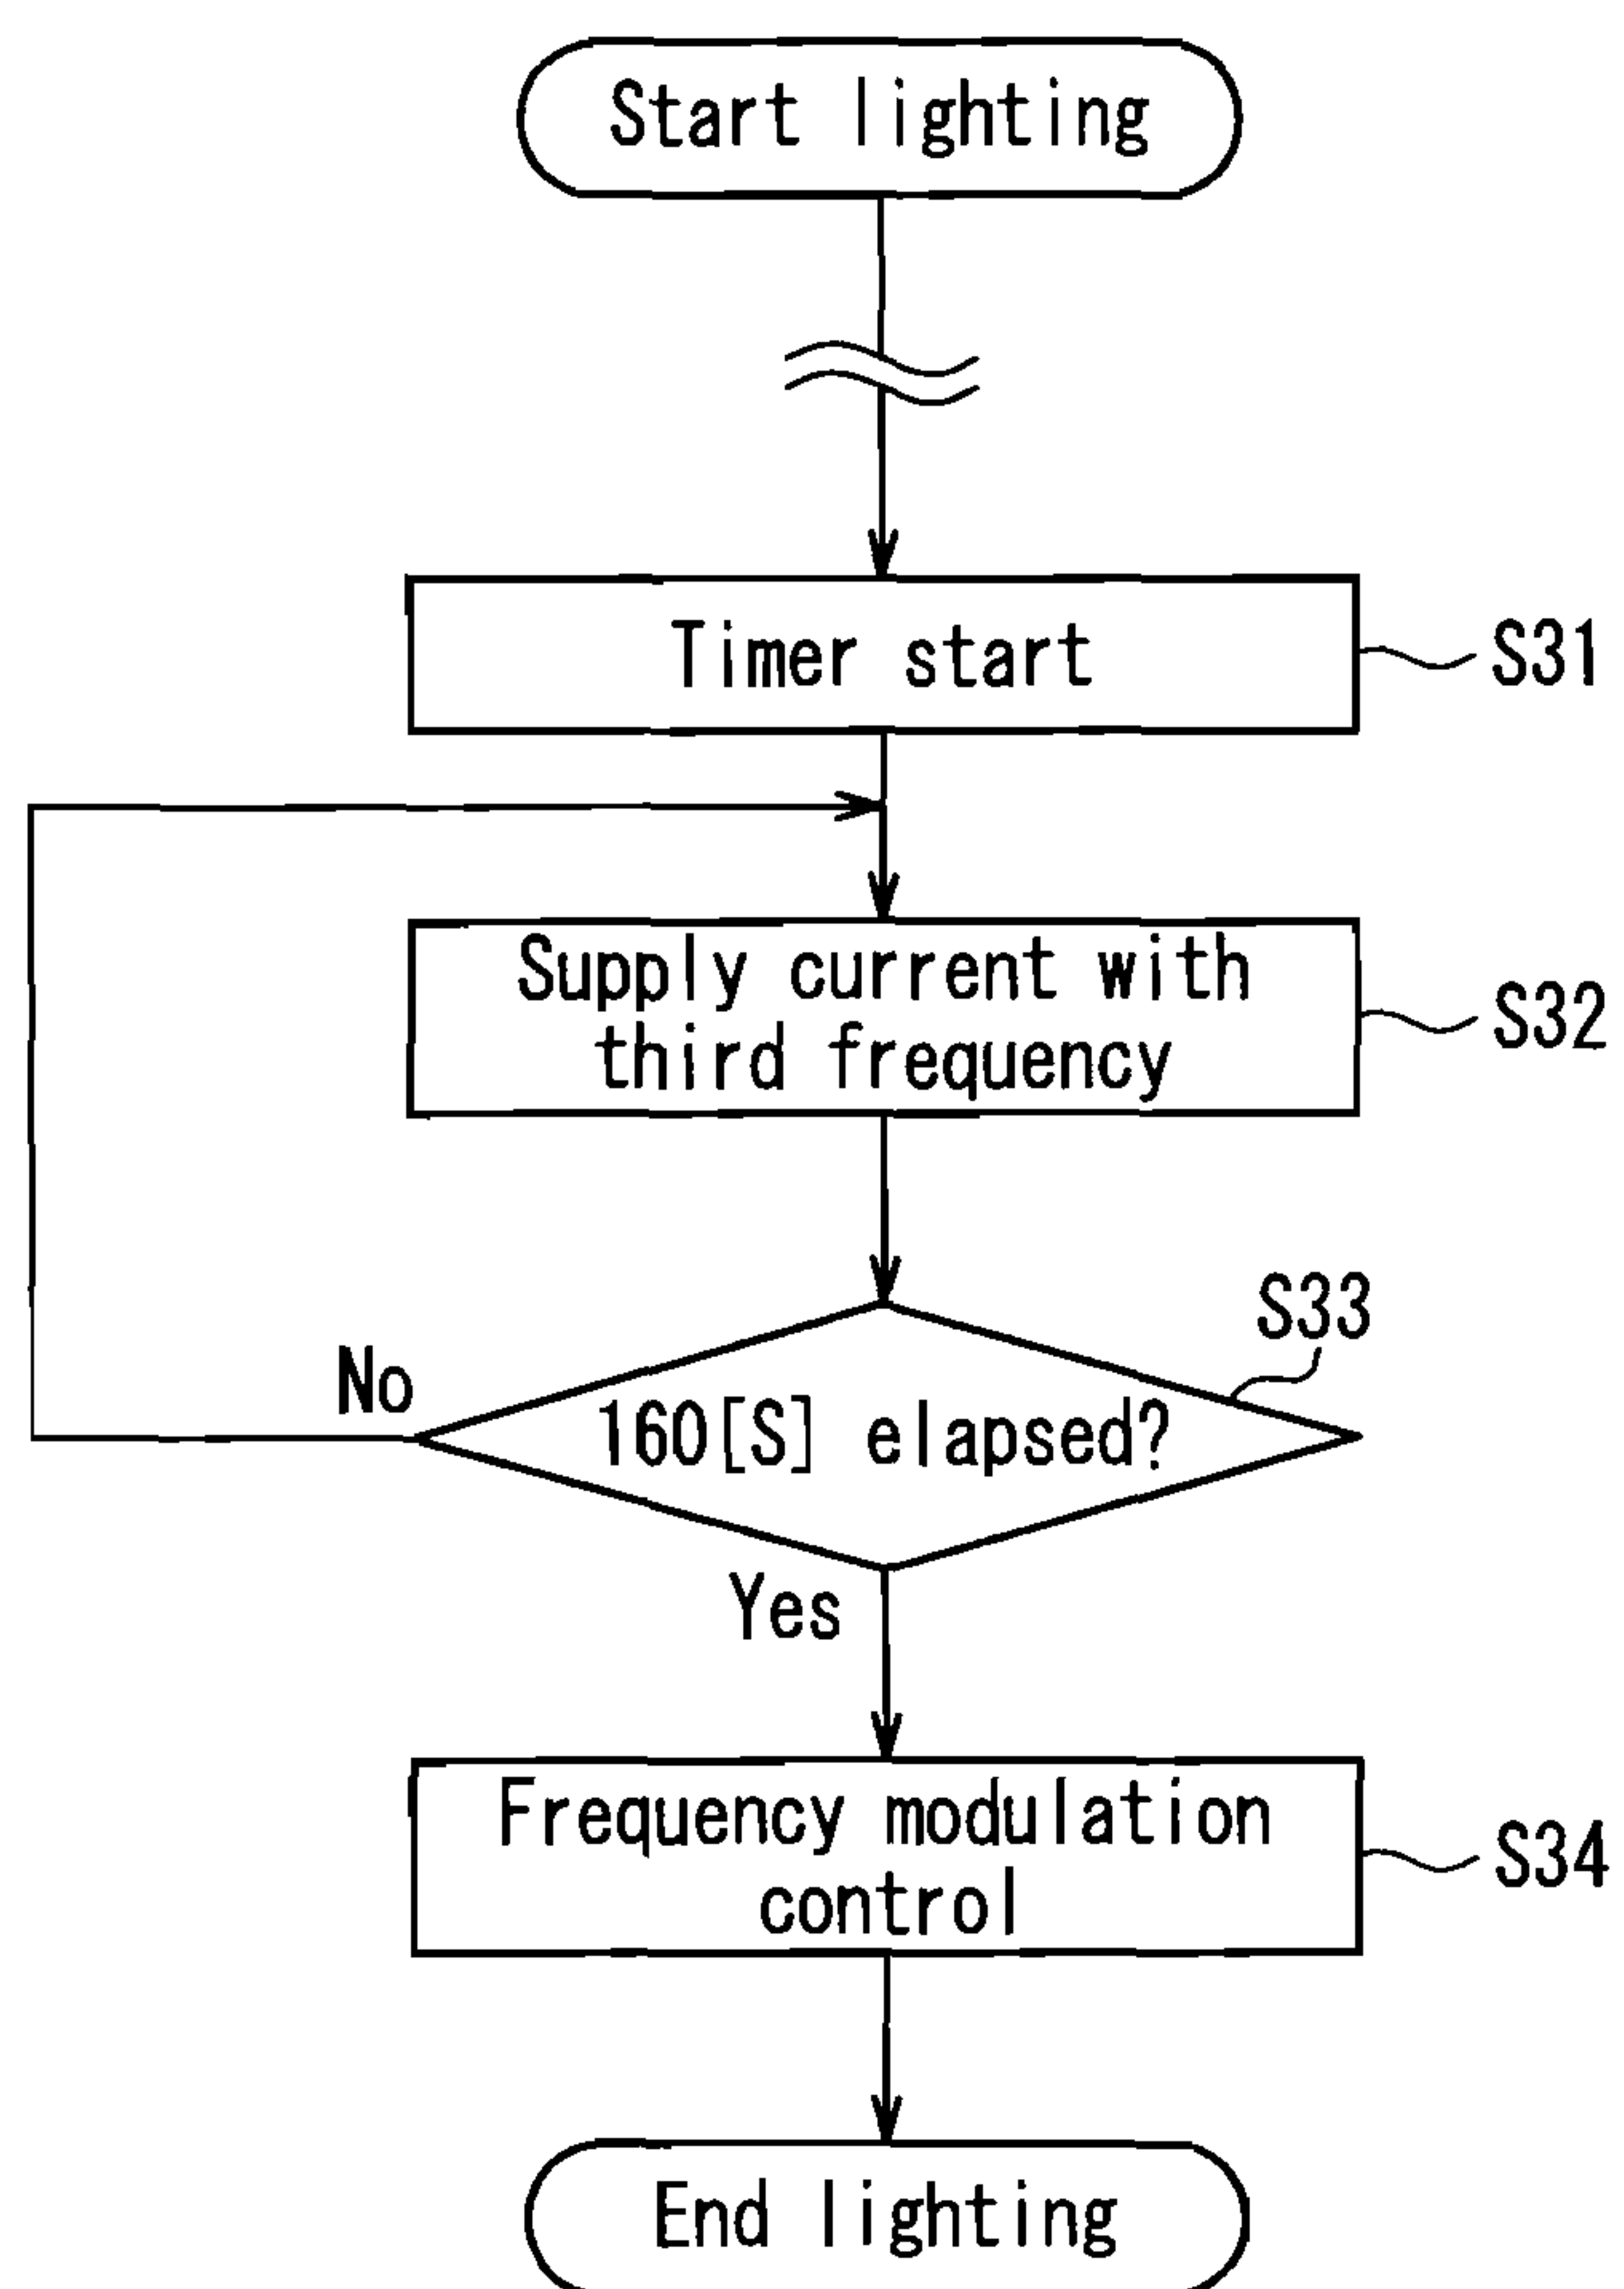 Start lighting
Timer start
S31
Supply current with
third frequency
S32
S33
160[S] elapsed?
No
Yes
Frequency modulation
control
S34
End lighting